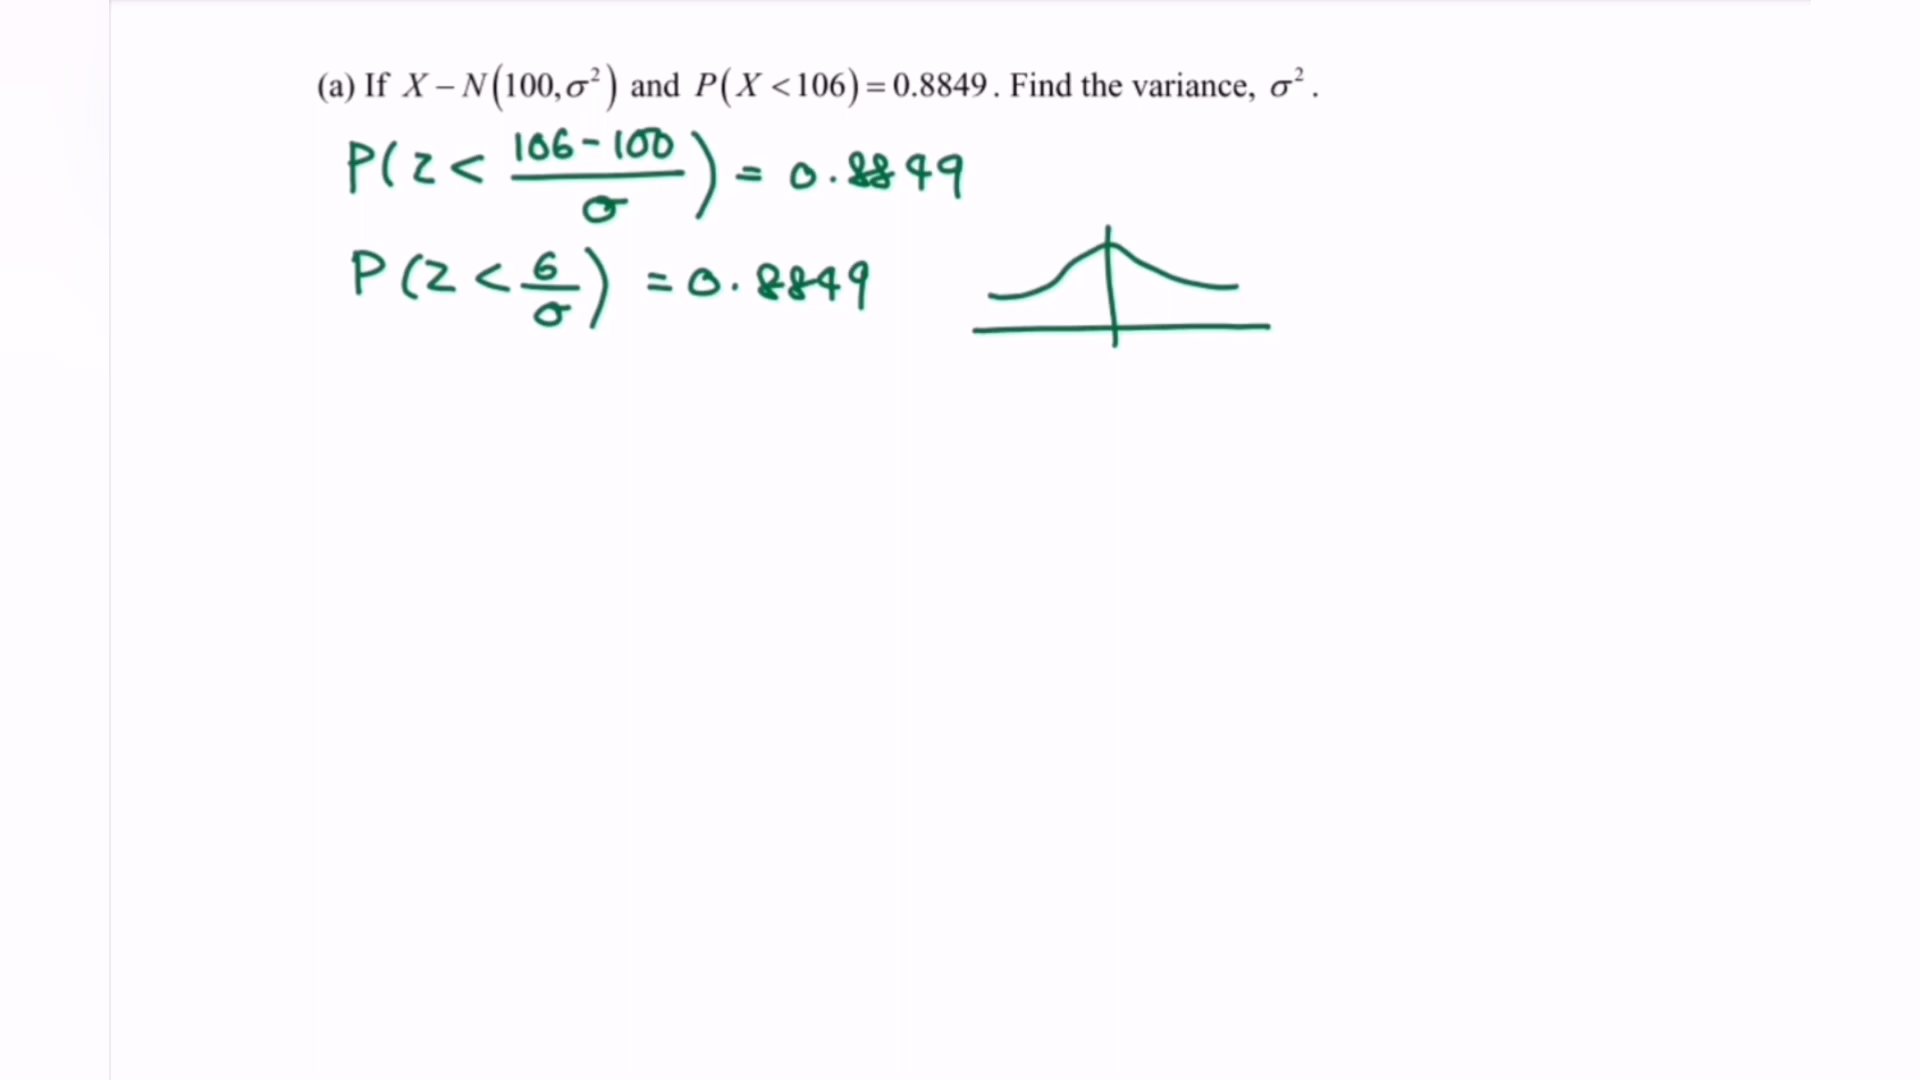 (a) If X – N(100, σ²) and P(X < 106) = 0.8849. Find the variance, σ².
P(Z < (106 - 100)/σ) = 0.8849
P(Z < 6/σ) = 0.8849